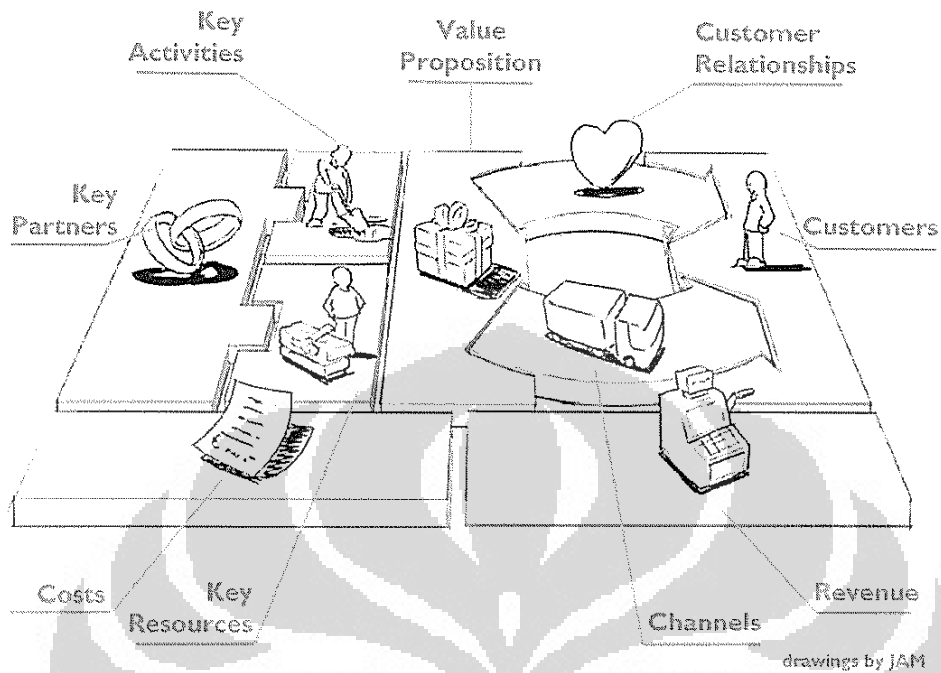 Key
Activities
Value
Proposition
Customer
Relationships
Key
Partners
Customers
Costs
Key
Resources
Channels
Revenue
drawings by JAM